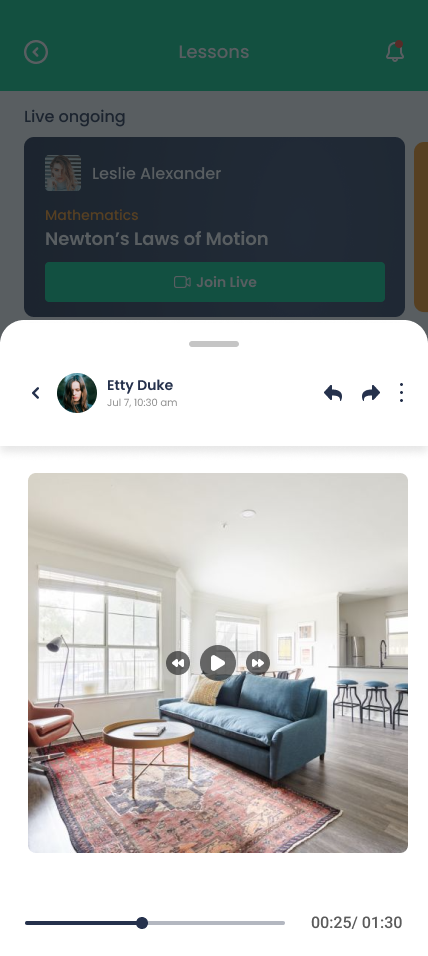 Lessons
Live ongoing
Leslie Alexander
Mathematics
Newton’s Laws of Motion
Join Live
Etty Duke
Jul 7, 10:30 am
00:25/ 01:30